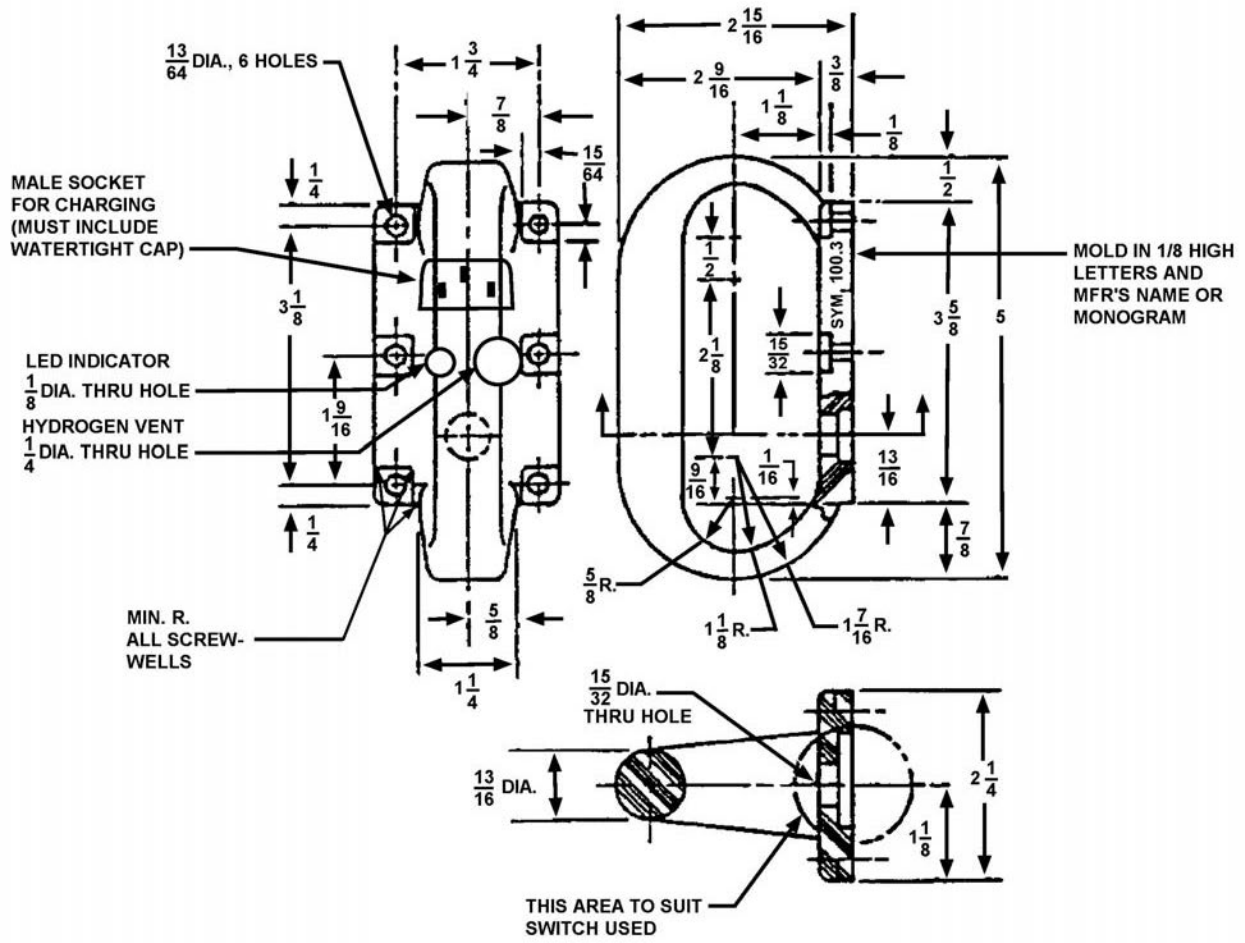 13/64 DIA., 6 HOLES
1 3/4
7/8
15/64
1/4
MALE SOCKET
FOR CHARGING
(MUST INCLUDE
WATERTIGHT CAP)
3 1/8
LED INDICATOR
1/8 DIA. THRU HOLE
HYDROGEN VENT
1/4 DIA. THRU HOLE
1 9/16
1/4
MIN. R.
ALL SCREW-
WELLS
5/8
1 1/4
2 15/16
2 9/16
3/8
1 1/8
1/8
1/2
1/2
SYM. 100.3
MOLD IN 1/8 HIGH
LETTERS AND
MFR'S NAME OR
MONOGRAM
3 5/8
5
2 1/8
15/32
9/16
1/16
13/16
7/8
5/8 R.
1 1/8 R.
1 7/16 R.
15/32 DIA.
THRU HOLE
13/16 DIA.
2 1/4
1 1/8
THIS AREA TO SUIT
SWITCH USED